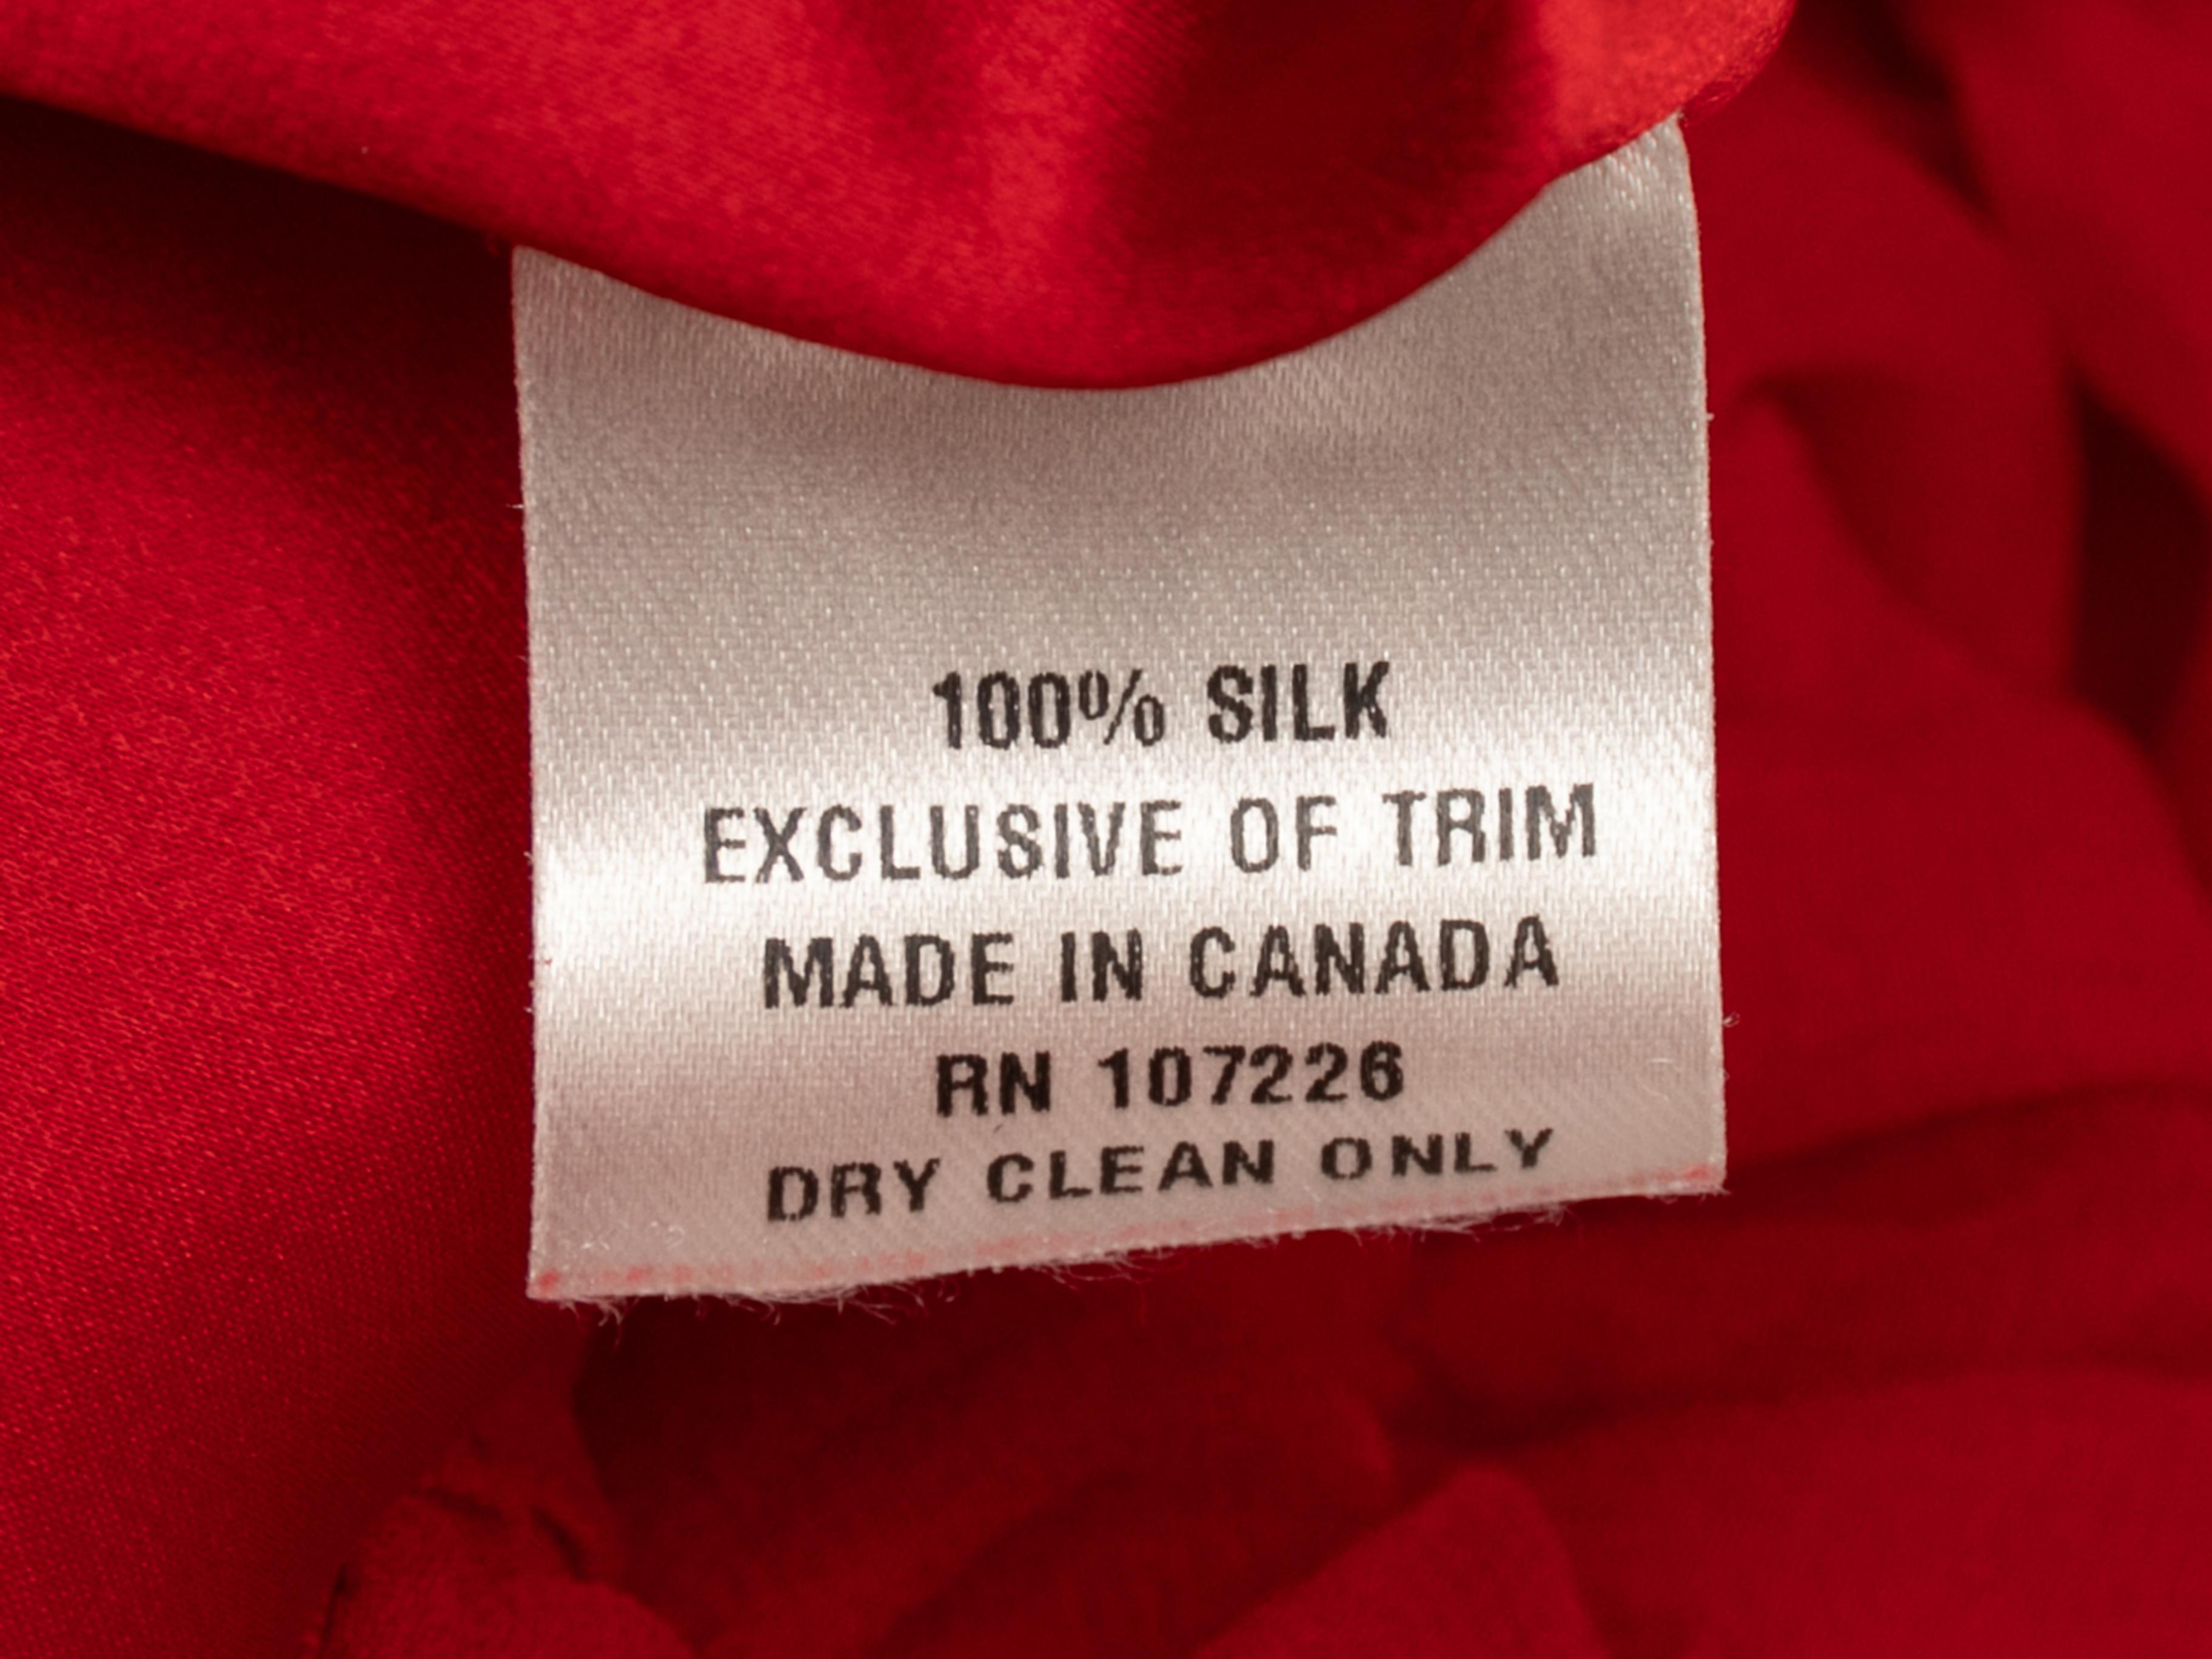 100% SILK
EXCLUSIVE OF TRIM
MADE IN CANADA
RN 107226
DRY CLEAN ONLY